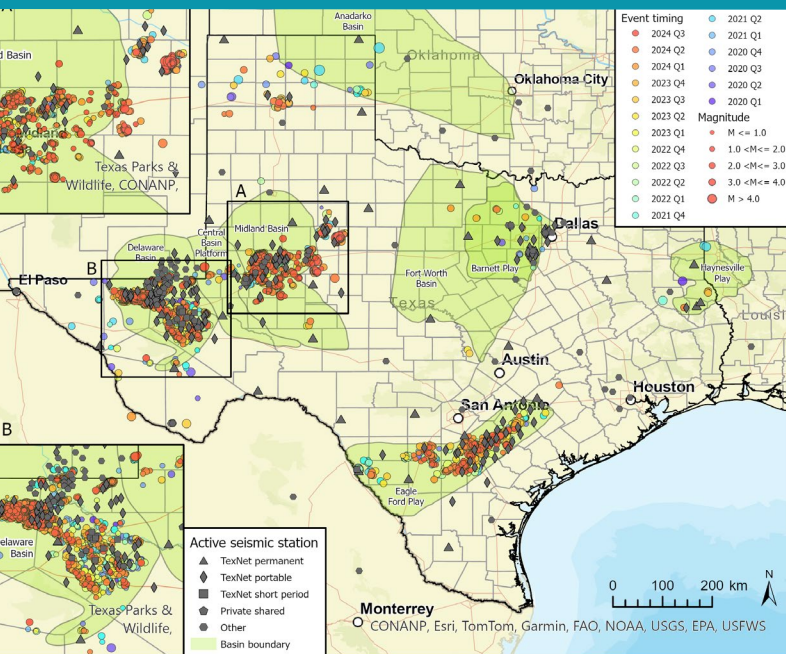 d Basin
Texas Parks &
Wildlife, CONANP,
Anadarko
Basin
Oklahoma
Oklahoma City
Event timing
2024 Q3
2024 Q2
2024 Q1
2023 Q4
2023 Q3
2023 Q2
2023 Q1
2022 Q4
2022 Q3
2022 Q2
2022 Q1
2021 Q4
2021 Q2
2021 Q1
2020 Q4
2020 Q3
2020 Q2
2020 Q1
Magnitude
M <= 1.0
1.0 <M<= 2.0
2.0 <M<= 3.0
3.0 <M<= 4.0
M > 4.0
A
Midland Basin
Central
Basin
Platform
Delaware
Basin
B
El Paso
Dallas
Barnett Play
Fort Worth
Basin
Texas
Haynesville
Play
Louisi
Austin
Houston
San Antonio
Eagle
Ford Play
B
elaware
Basin
Texas Parks &
Wildlife,
Active seismic station
TexNet permanent
TexNet portable
TexNet short period
Private shared
Other
Basin boundary
Monterrey
0 100 200 km
N
CONANP, Esri, TomTom, Garmin, FAO, NOAA, USGS, EPA, USFWS